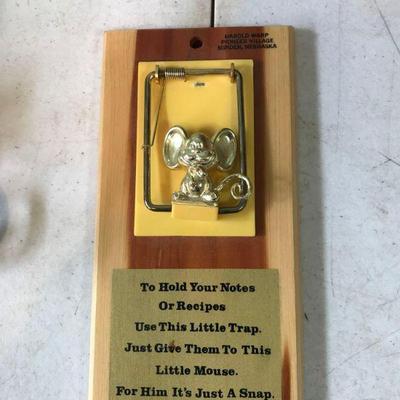 HAROLD WARP
PIONEER VILLAGE
MINDEN, NEBRASKA
To Hold Your Notes
Or Recipes
Use This Little Trap.
Just Give Them To This
Little Mouse.
For Him It's Just A Snap.